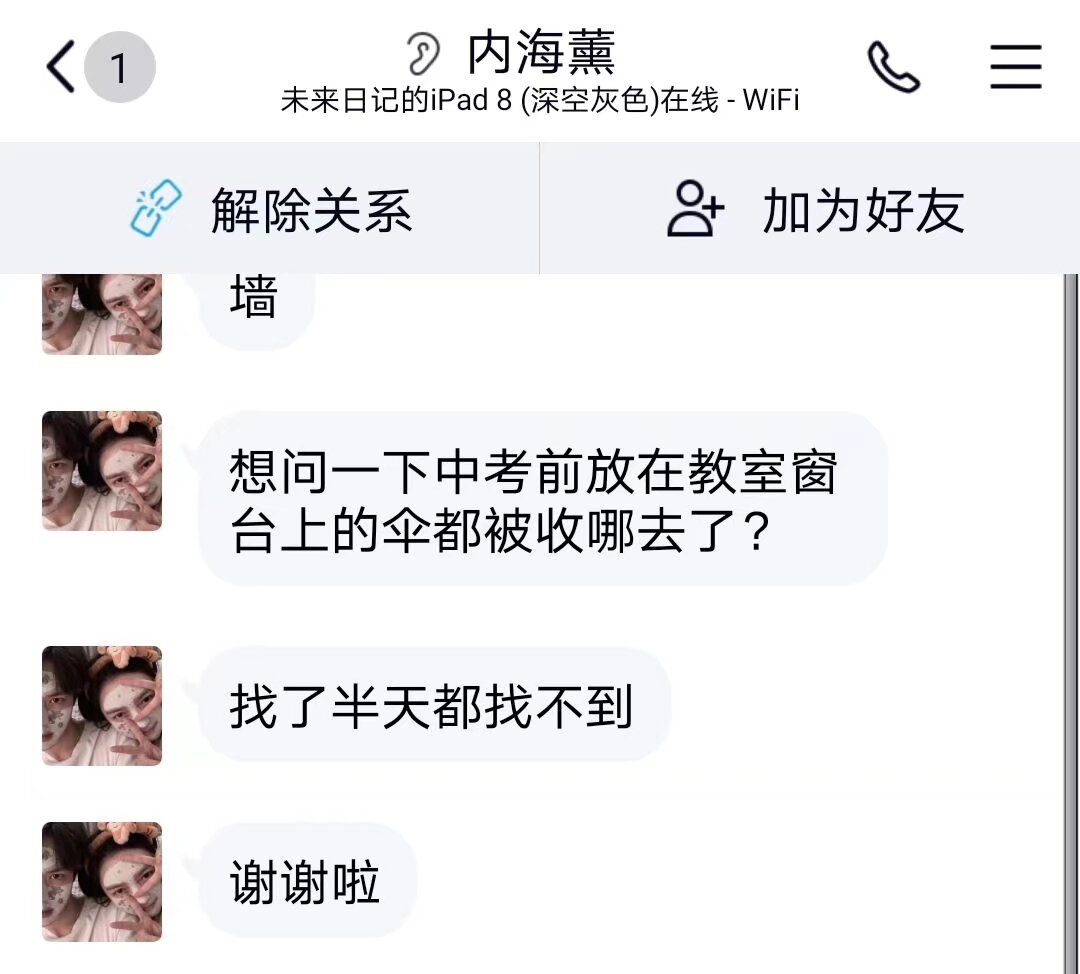 1
内海薰
未来日记的iPad 8 (深空灰色)在线 - WiFi
解除关系
加为好友
墙
想问一下中考前放在教室窗
台上的伞都被收哪去了？
找了半天都找不到
谢谢啦